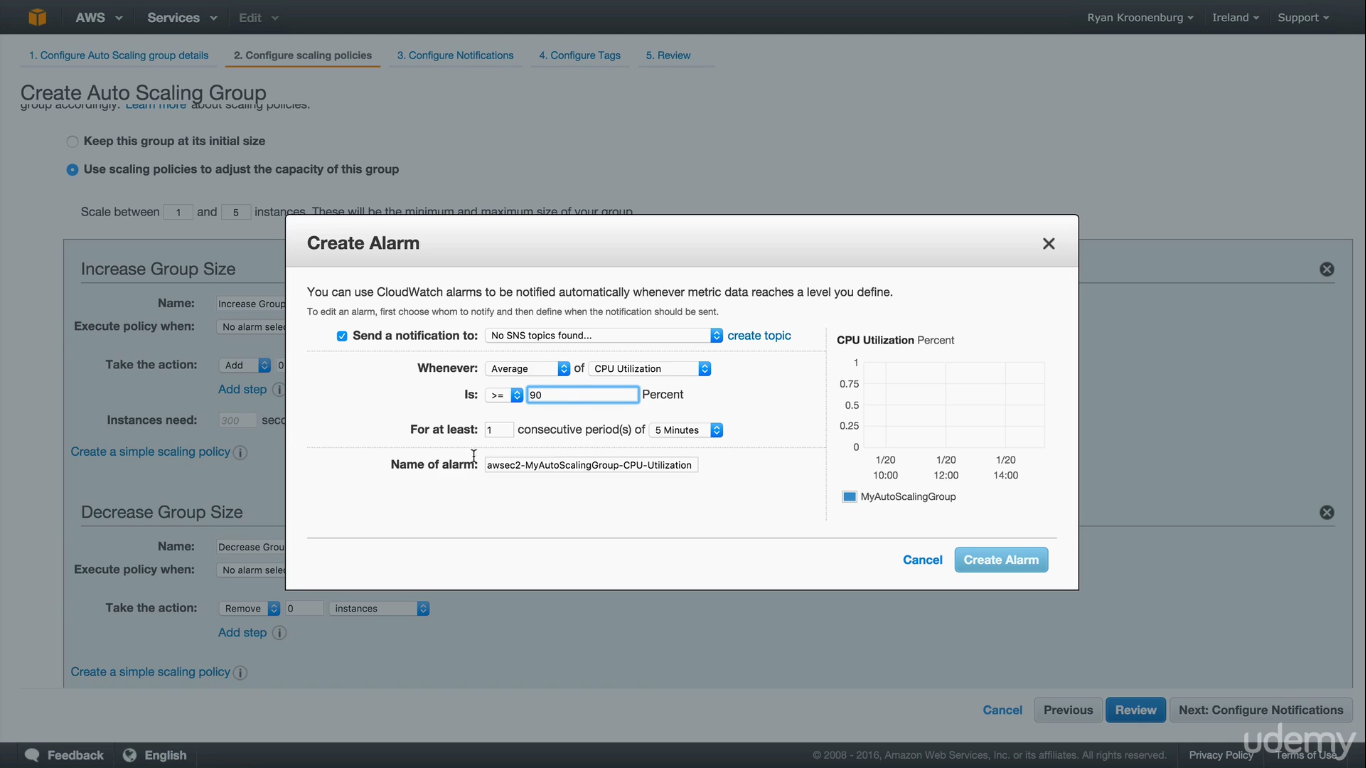 AWS Services Edit Ryan Kroonenburg Ireland Support
1. Configure Auto Scaling group details 2. Configure scaling policies 3. Configure Notifications 4. Configure Tags 5. Review
Create Auto Scaling Group
group accordingly. Learn more about scaling policies.
Keep this group at its initial size
Use scaling policies to adjust the capacity of this group
Scale between 1 and 5 instances. These will be the minimum and maximum size of your group.
Increase Group Size
Name: Increase Group
Execute policy when: No alarm selec
Take the action: Add 0
Add step i
Instances need: 300 secon
Create a simple scaling policy i
Decrease Group Size
Name: Decrease Grou
Execute policy when: No alarm selec
Take the action: Remove 0 instances
Add step i
Create a simple scaling policy i
Create Alarm
You can use CloudWatch alarms to be notified automatically whenever metric data reaches a level you define.
To edit an alarm, first choose whom to notify and then define when the notification should be sent.
Send a notification to: No SNS topics found... create topic
Whenever: Average of CPU Utilization
Is: >= 90 Percent
For at least: 1 consecutive period(s) of 5 Minutes
Name of alarm: awsec2-MyAutoScalingGroup-CPU-Utilization
CPU Utilization Percent
1
0.75
0.5
0.25
0
1/20 1/20 1/20
10:00 12:00 14:00
MyAutoScalingGroup
Cancel Create Alarm
Cancel Previous Review Next: Configure Notifications
Feedback English © 2008 - 2016, Amazon Web Services, Inc. or its affiliates. All rights reserved. Privacy Policy Terms of Use
udemy